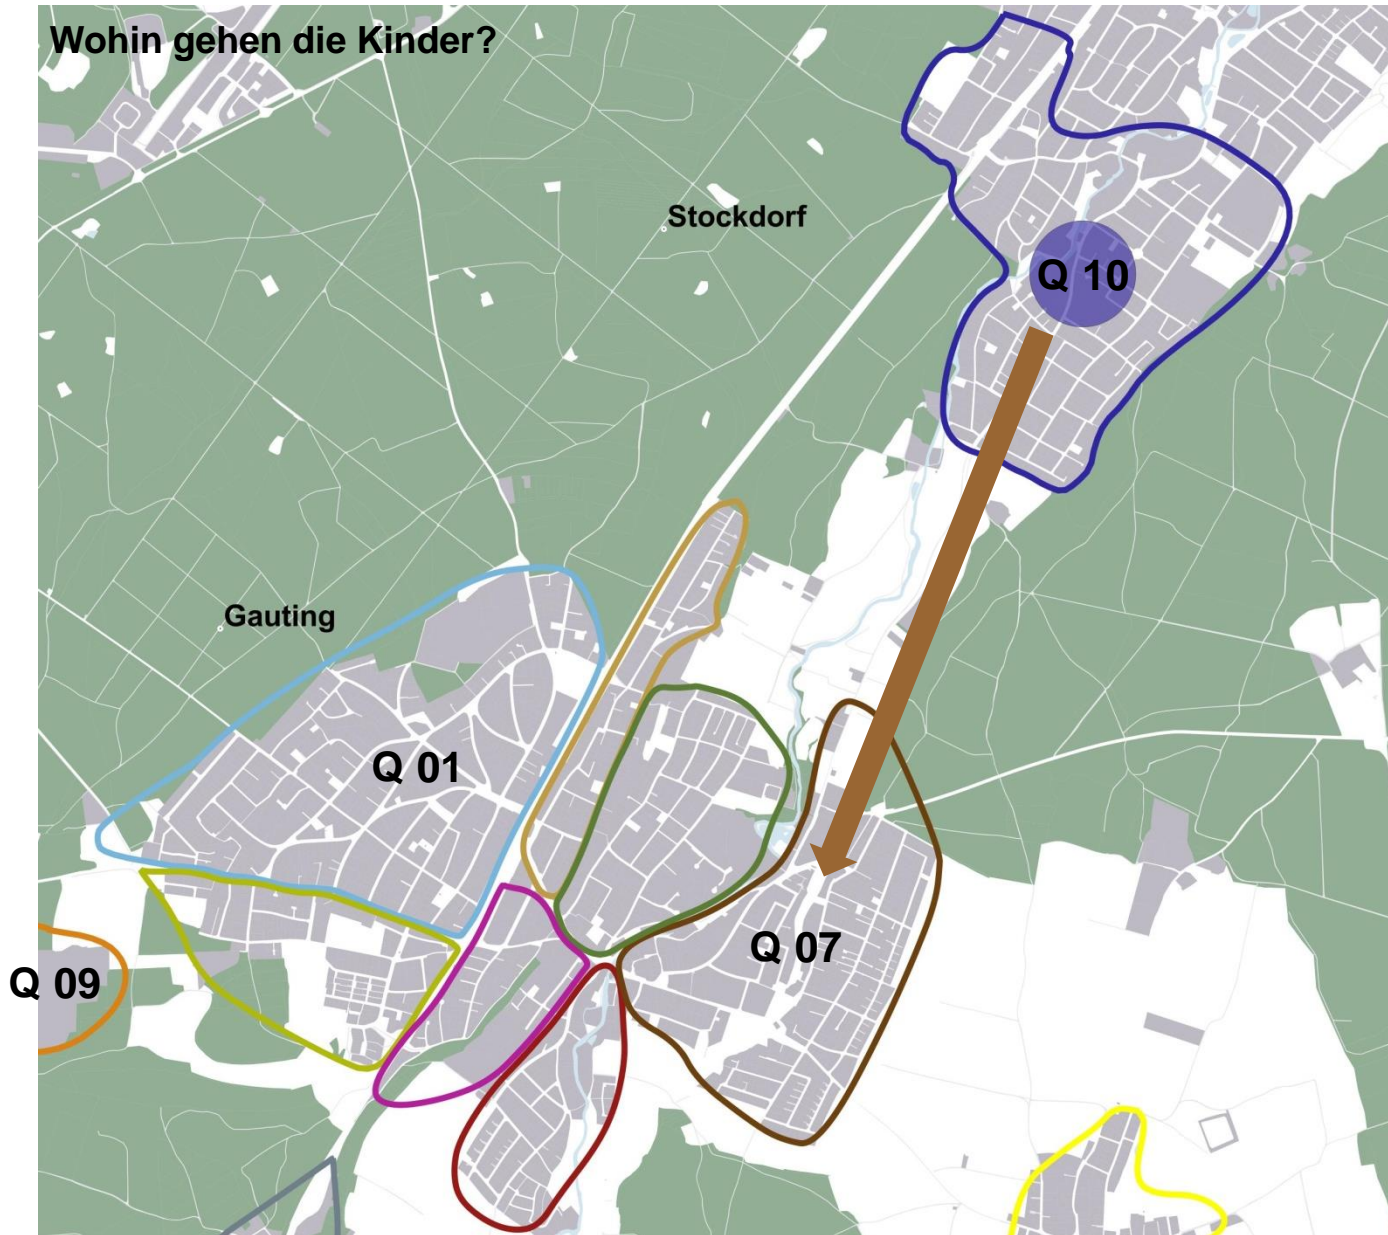 Wohin gehen die Kinder?
Stockdorf
Q 10
Gauting
Q 01
Q 07
Q 09